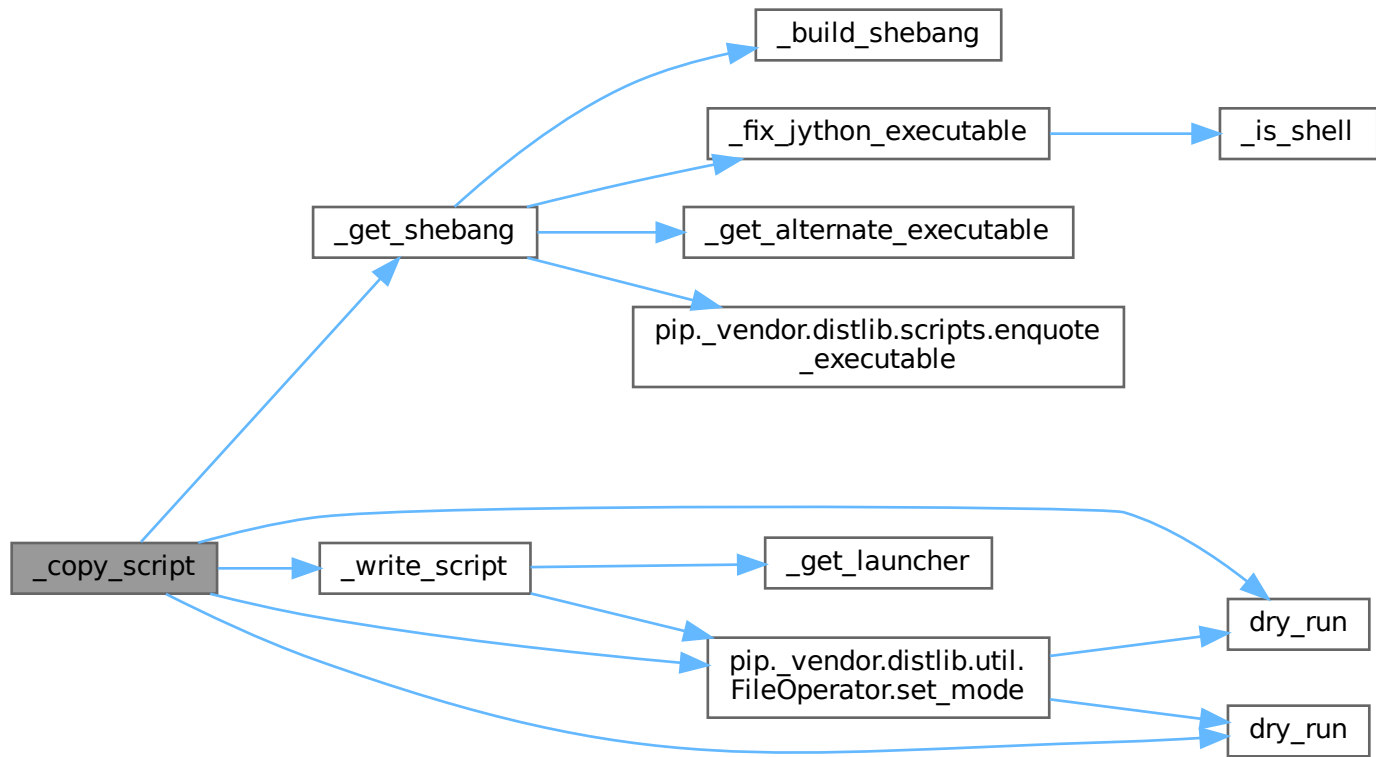 _build_shebang
_fix_jython_executable
_is_shell
_get_shebang
_get_alternate_executable
pip._vendor.distlib.scripts.enquote
_executable
_copy_script
_write_script
_get_launcher
dry_run
pip._vendor.distlib.util.
FileOperator.set_mode
dry_run